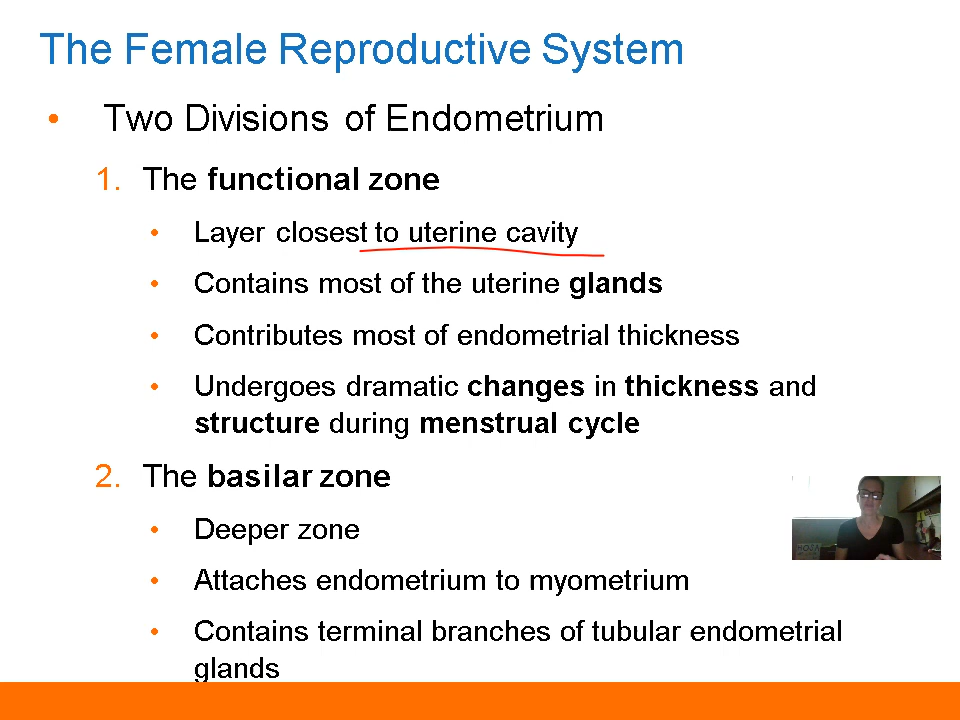 The Female Reproductive System
• Two Divisions of Endometrium
1. The functional zone
• Layer closest to uterine cavity
• Contains most of the uterine glands
• Contributes most of endometrial thickness
• Undergoes dramatic changes in thickness and
structure during menstrual cycle
2. The basilar zone
• Deeper zone
• Attaches endometrium to myometrium
• Contains terminal branches of tubular endometrial
glands